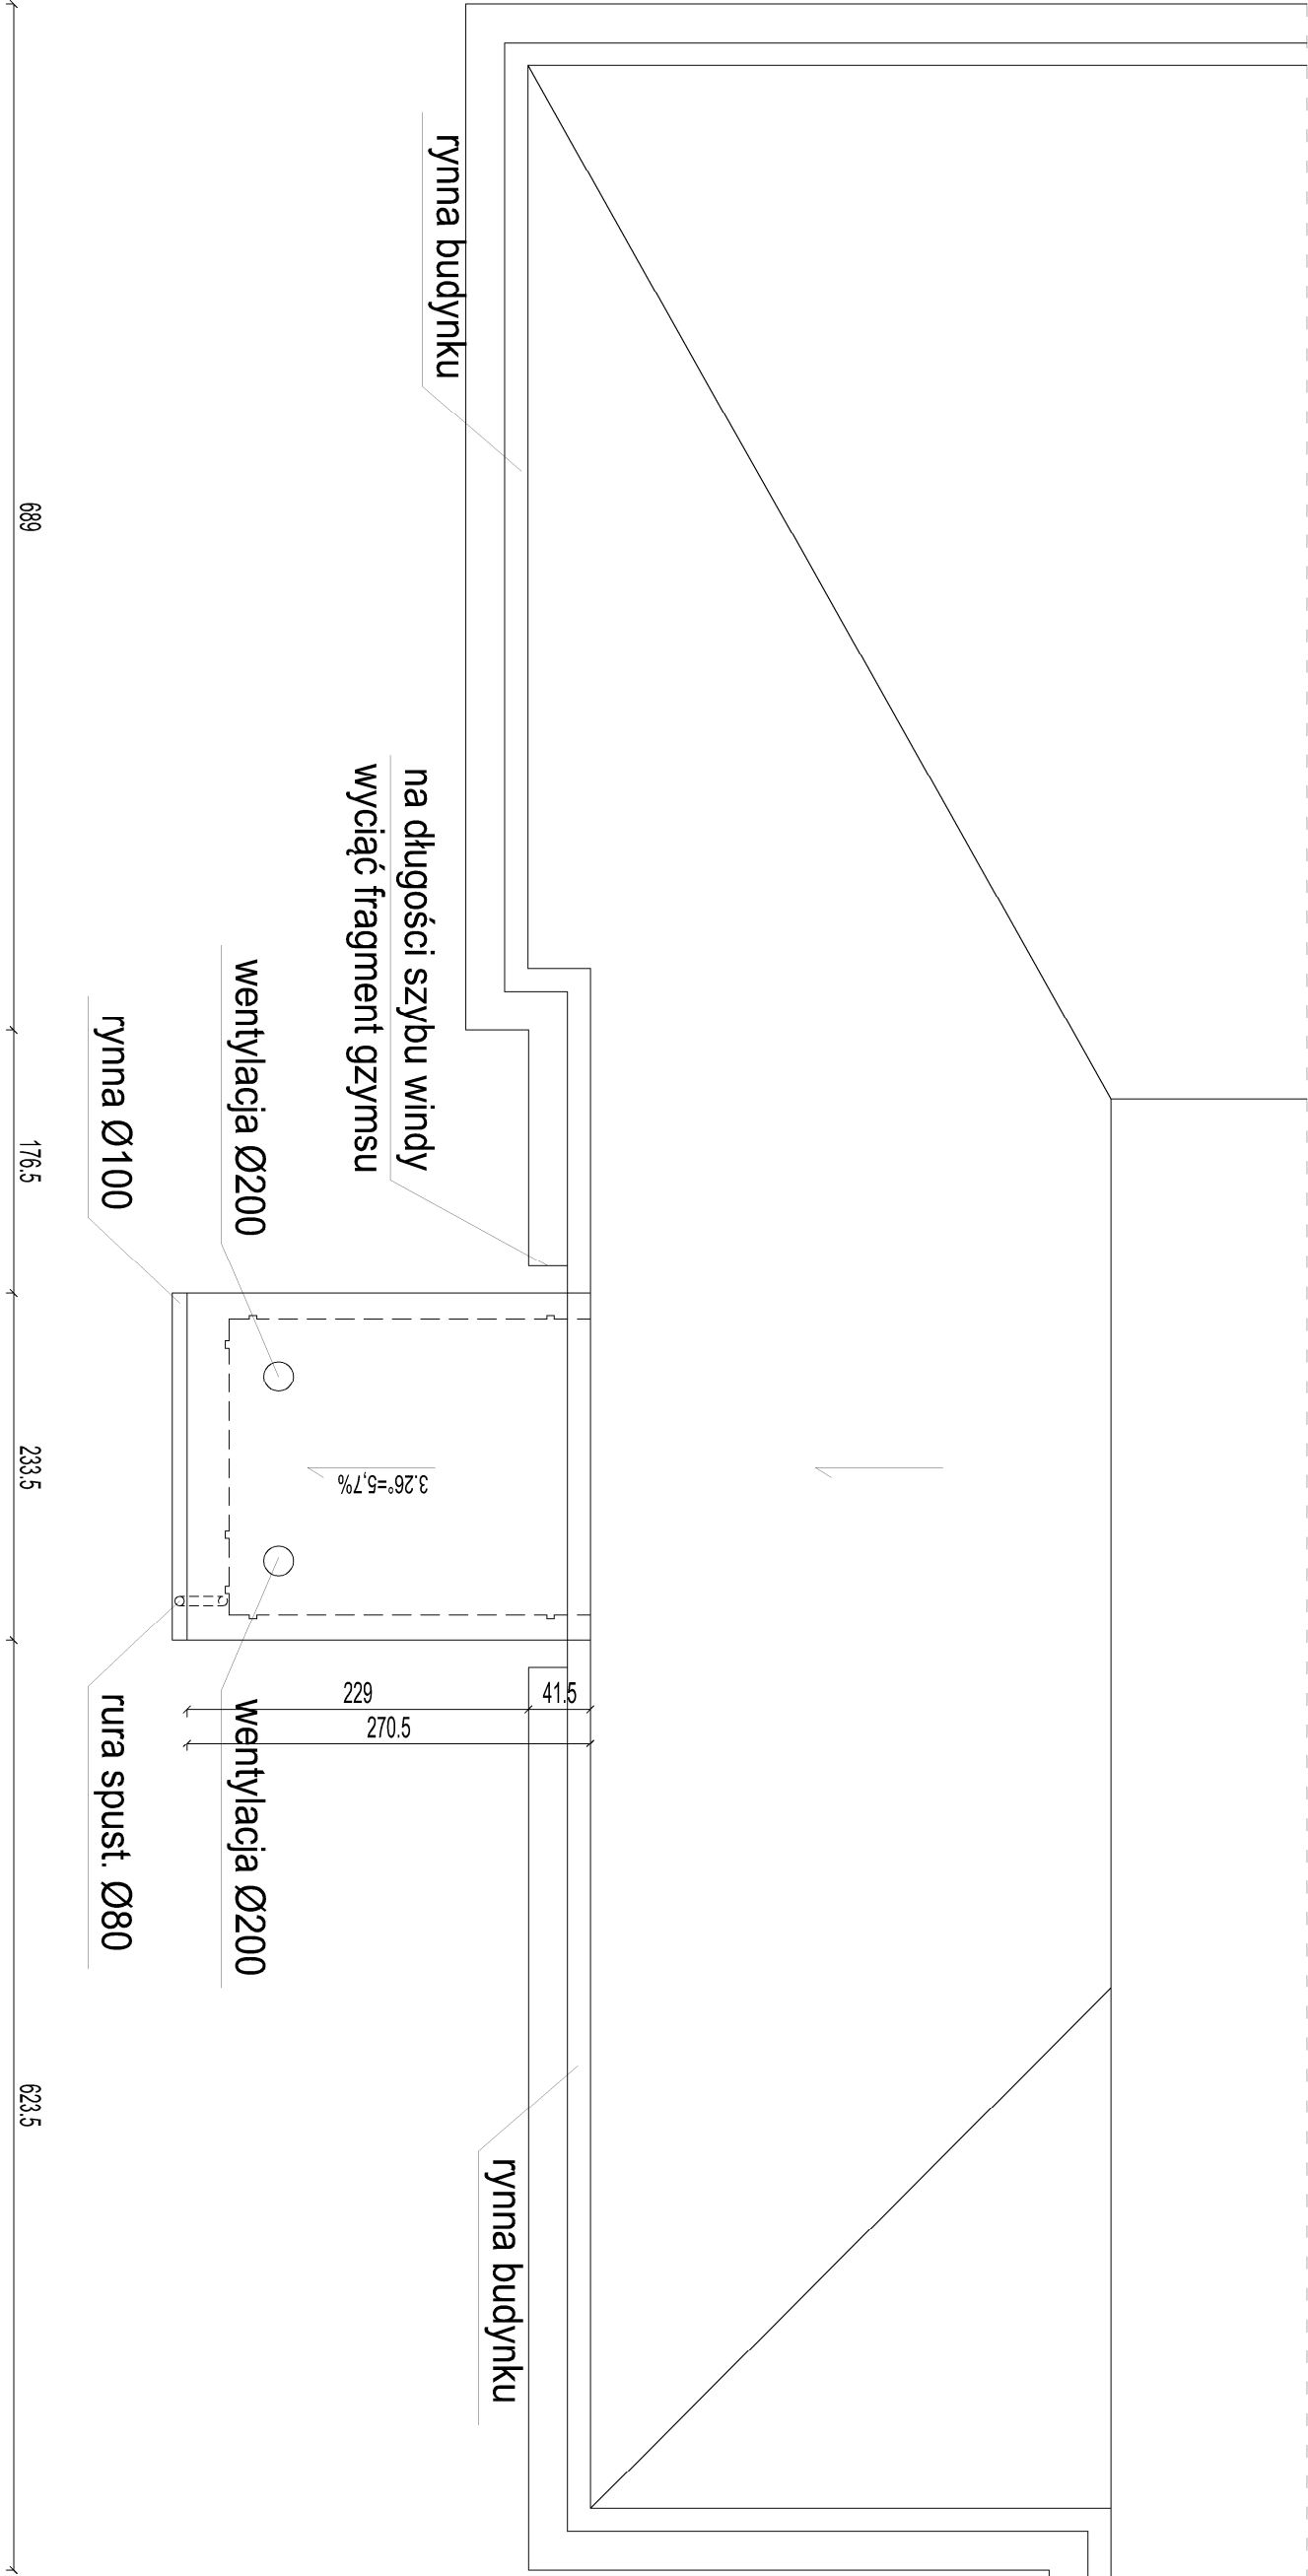 rynna budynku
na długości szybu windy
wyciąć fragment gzymsu
wentylacja Ø200
rynna Ø100
3.26°=5,7%
229
41.5
270.5
wentylacja Ø200
rura spust. Ø80
rynna budynku
689
176.5
233.5
623.5